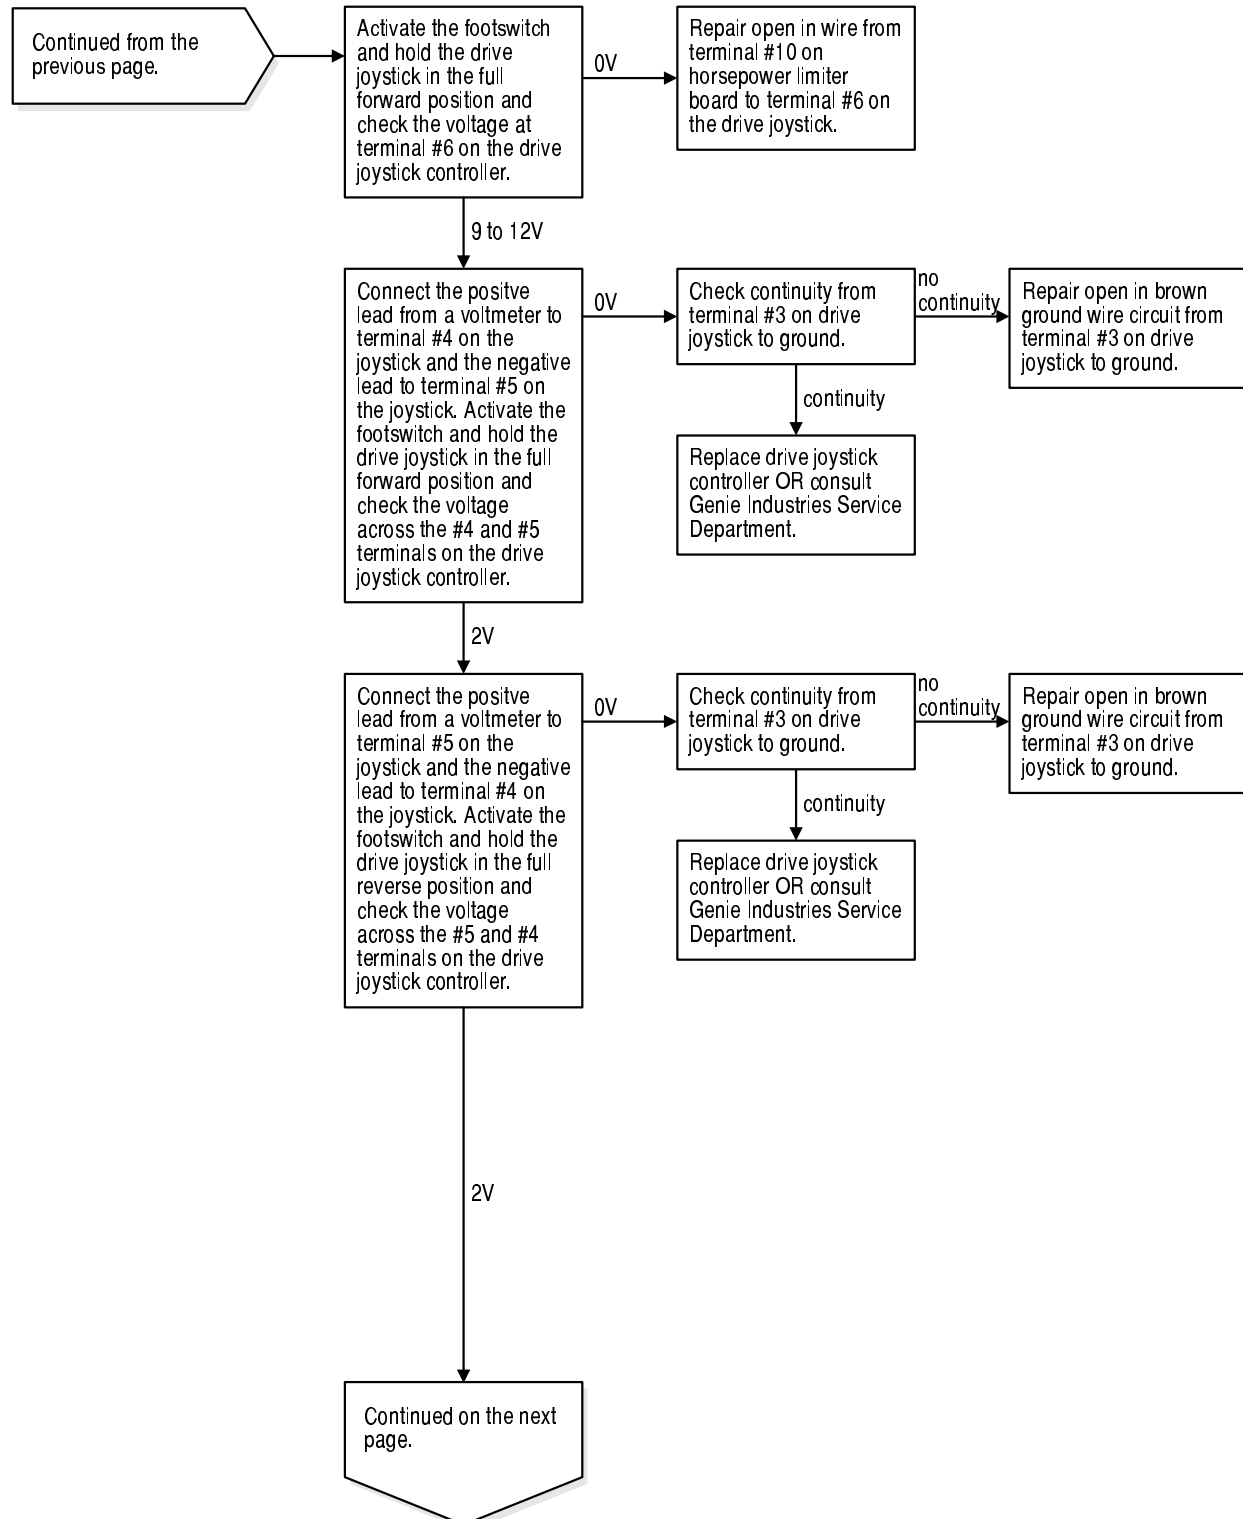 Continued from the
previous page.
Activate the footswitch
and hold the drive
joystick in the full
forward position and
check the voltage at
terminal #6 on the drive
joystick controller.
0V
Repair open in wire from
terminal #10 on
horsepower limiter
board to terminal #6 on
the drive joystick.
9 to 12V
Connect the positve
lead from a voltmeter to
terminal #4 on the
joystick and the negative
lead to terminal #5 on
the joystick. Activate the
footswitch and hold the
drive joystick in the full
forward position and
check the voltage
across the #4 and #5
terminals on the drive
joystick controller.
0V
Check continuity from
terminal #3 on drive
joystick to ground.
no
continuity
Repair open in brown
ground wire circuit from
terminal #3 on drive
joystick to ground.
continuity
Replace drive joystick
controller OR consult
Genie Industries Service
Department.
2V
Connect the positve
lead from a voltmeter to
terminal #5 on the
joystick and the negative
lead to terminal #4 on
the joystick. Activate the
footswitch and hold the
drive joystick in the full
reverse position and
check the voltage
across the #5 and #4
terminals on the drive
joystick controller.
0V
Check continuity from
terminal #3 on drive
joystick to ground.
no
continuity
Repair open in brown
ground wire circuit from
terminal #3 on drive
joystick to ground.
continuity
Replace drive joystick
controller OR consult
Genie Industries Service
Department.
2V
Continued on the next
page.